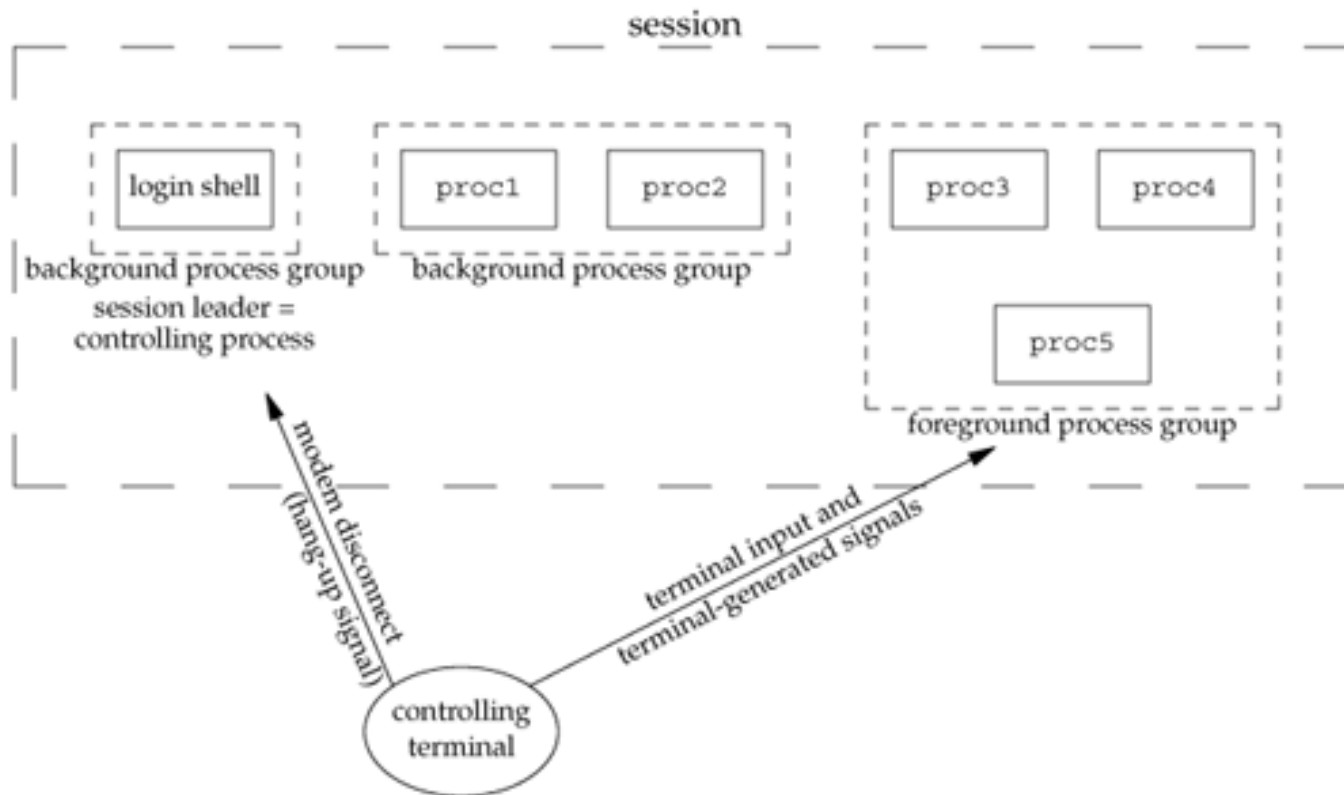 session
login shell
proc1
proc2
proc3
proc4
background process group
session leader =
controlling process
background process group
proc5
foreground process group
modem disconnect
(hang-up signal)
terminal input and
terminal-generated signals
controlling
terminal